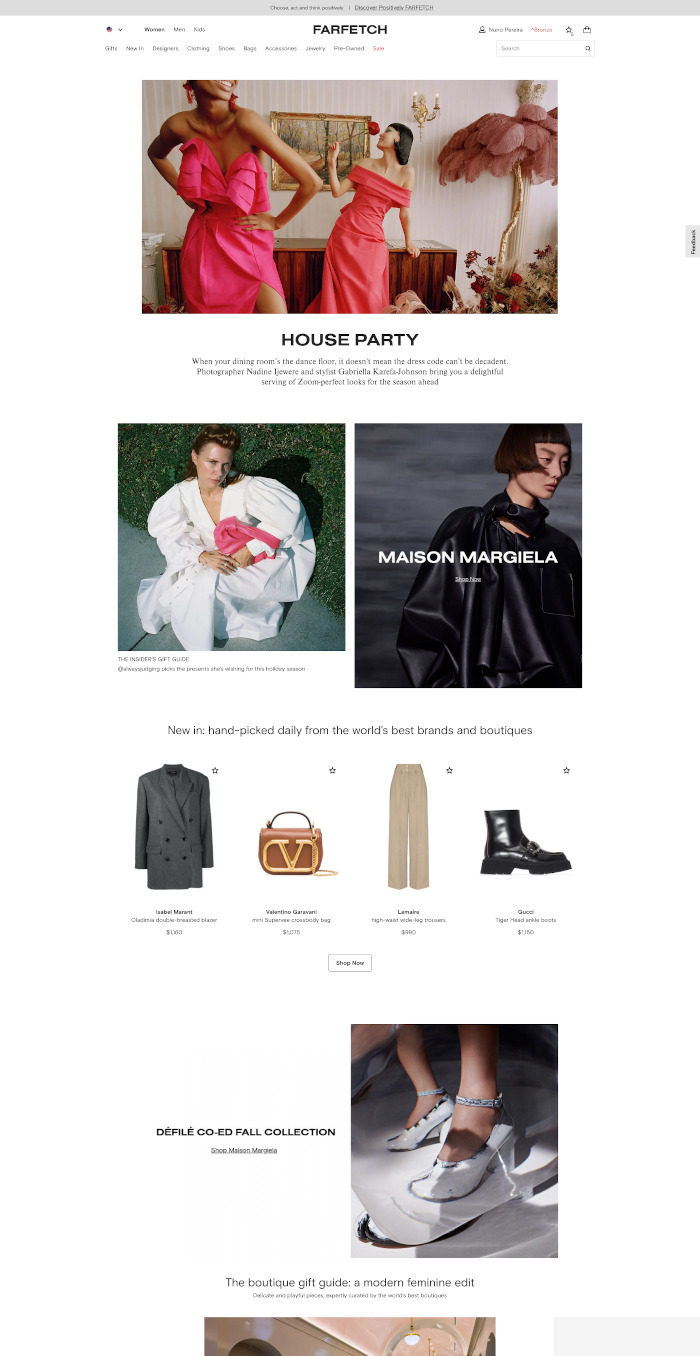 Choose, act and think positively | Discover Positively FARFETCH
Women Men Kids
FARFETCH
Nuno Pereira
Bronze
Gifts New In Designers Clothing Shoes Bags Accessories Jewelry Pre-Owned Sale
Search
Feedback
HOUSE PARTY
When your dining room's the dance floor, it doesn't mean the dress code can't be decadent.
Photographer Nadine Ijewere and stylist Gabriella Karefa-Johnson bring you a delightful
serving of Zoom-perfect looks for the season ahead
MAISON MARGIELA
Shop Now
THE INSIDER'S GIFT GUIDE
@alwaysjudging picks the presents she's wishing for this holiday season
New in: hand-picked daily from the world's best brands and boutiques
Isabel Marant
Oladimia double-breasted blazer
$1,160
Valentino Garavani
mini Supervee crossbody bag
$1,075
Lemaire
high-waist wide-leg trousers
$990
Gucci
Tiger Head ankle boots
$1,150
Shop Now
DÉFILÉ CO-ED FALL COLLECTION
Shop Maison Margiela
The boutique gift guide: a modern feminine edit
Delicate and playful pieces, expertly curated by the world's best boutiques